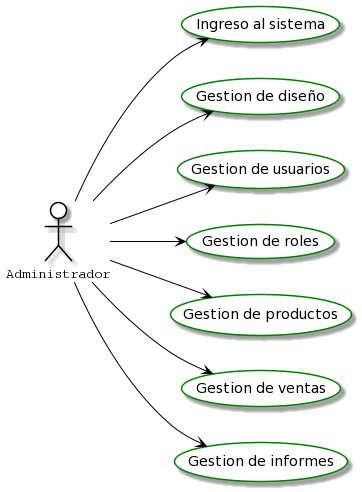 Ingreso al sistema
Gestion de diseño
Gestion de usuarios
Gestion de roles
Administrador
Gestion de productos
Gestion de ventas
Gestion de informes